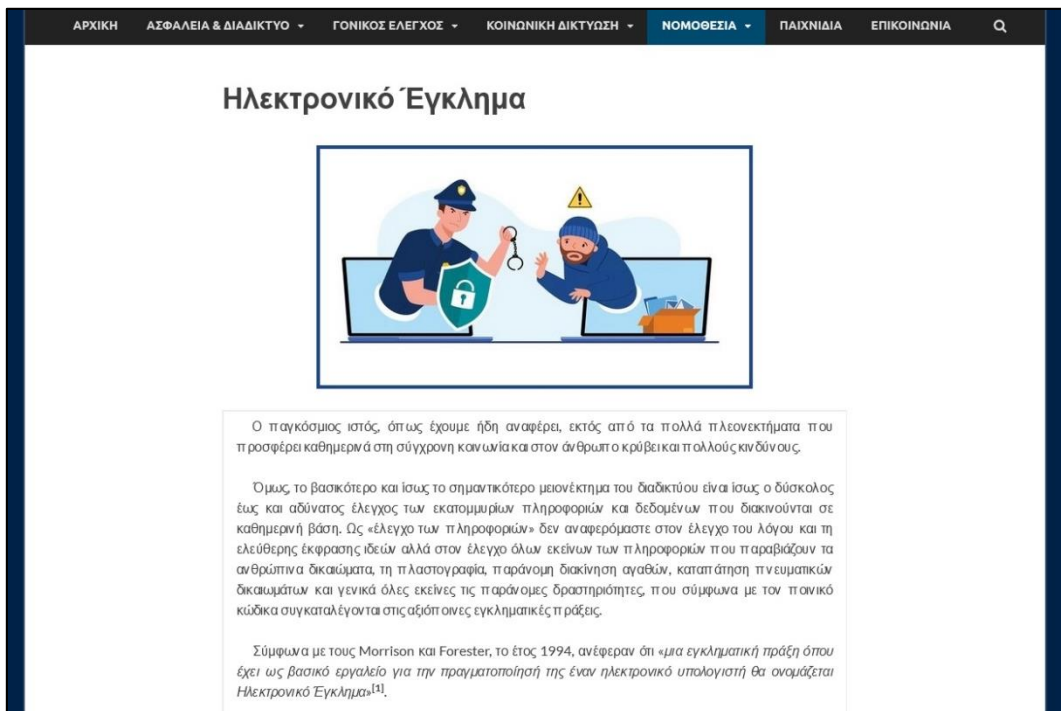 ΑΡΧΙΚΗ ΑΣΦΑΛΕΙΑ & ΔΙΑΔΙΚΤΥΟ ΓΟΝΙΚΟΣ ΕΛΕΓΧΟΣ ΚΟΙΝΩΝΙΚΗ ΔΙΚΤΥΩΣΗ ΝΟΜΟΘΕΣΙΑ ΠΑΙΧΝΙΔΙΑ ΕΠΙΚΟΙΝΩΝΙΑ
Ηλεκτρονικό Έγκλημα
Ο παγκόσμιος ιστός, όπως έχουμε ήδη αναφέρει, εκτός από τα πολλά πλεονεκτήματα που
προσφέρει καθημερινά στη σύγχρονη κοινωνία και στον άνθρωπο κρύβει και πολλούς κινδύνους.
Όμως, το βασικότερο και ίσως το σημαντικότερο μειονέκτημα του διαδικτύου είναι ίσως ο δύσκολος
έως και αδύνατος έλεγχος των εκατομμυρίων πληροφοριών και δεδομένων που διακινούνται σε
καθημερινή βάση. Ως «έλεγχο των πληροφοριών» δεν αναφερόμαστε στον έλεγχο του λόγου και τη
ελεύθερης έκφρασης ιδεών αλλά στον έλεγχο όλων εκείνων των πληροφοριών που παραβιάζουν τα
ανθρώπινα δικαιώματα, τη πλαστογραφία, παράνομη διακίνηση αγαθών, καταπάτηση πνευματικών
δικαιωμάτων και γενικά όλες εκείνες τις παράνομες δραστηριότητες, που σύμφωνα με τον ποινικό
κώδικα συγκαταλέγονται στις αξιόποινες εγκληματικές πράξεις.
Σύμφωνα με τους Morrison και Forester, το έτος 1994, ανέφεραν ότι «μια εγκληματική πράξη όπου
έχει ως βασικό εργαλείο για την πραγματοποίησή της έναν ηλεκτρονικό υπολογιστή θα ονομάζεται
Ηλεκτρονικό Έγκλημα»[1].